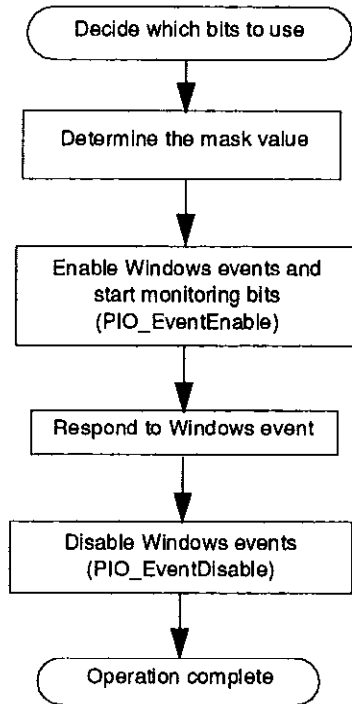 Decide which bits to use
Determine the mask value
Enable Windows events and
start monitoring bits
(PIO_EventEnable)
Respond to Windows event
Disable Windows events
(PIO_EventDisable)
Operation complete